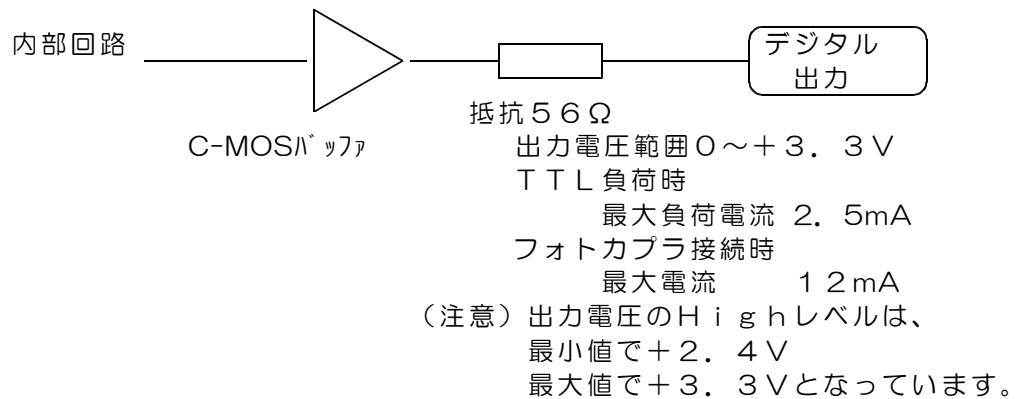 内部回路
デジタル
出力
抵抗５６Ω
C-MOSﾊﾞｯﾌｧ
出力電圧範囲０～＋３．３Ｖ
ＴＴＬ負荷時
最大負荷電流 ２．５mA
フォトカプラ接続時
最大電流 １２mA
（注意）出力電圧のＨｉｇｈレベルは、
最小値で＋２．４Ｖ
最大値で＋３．３Ｖとなっています。